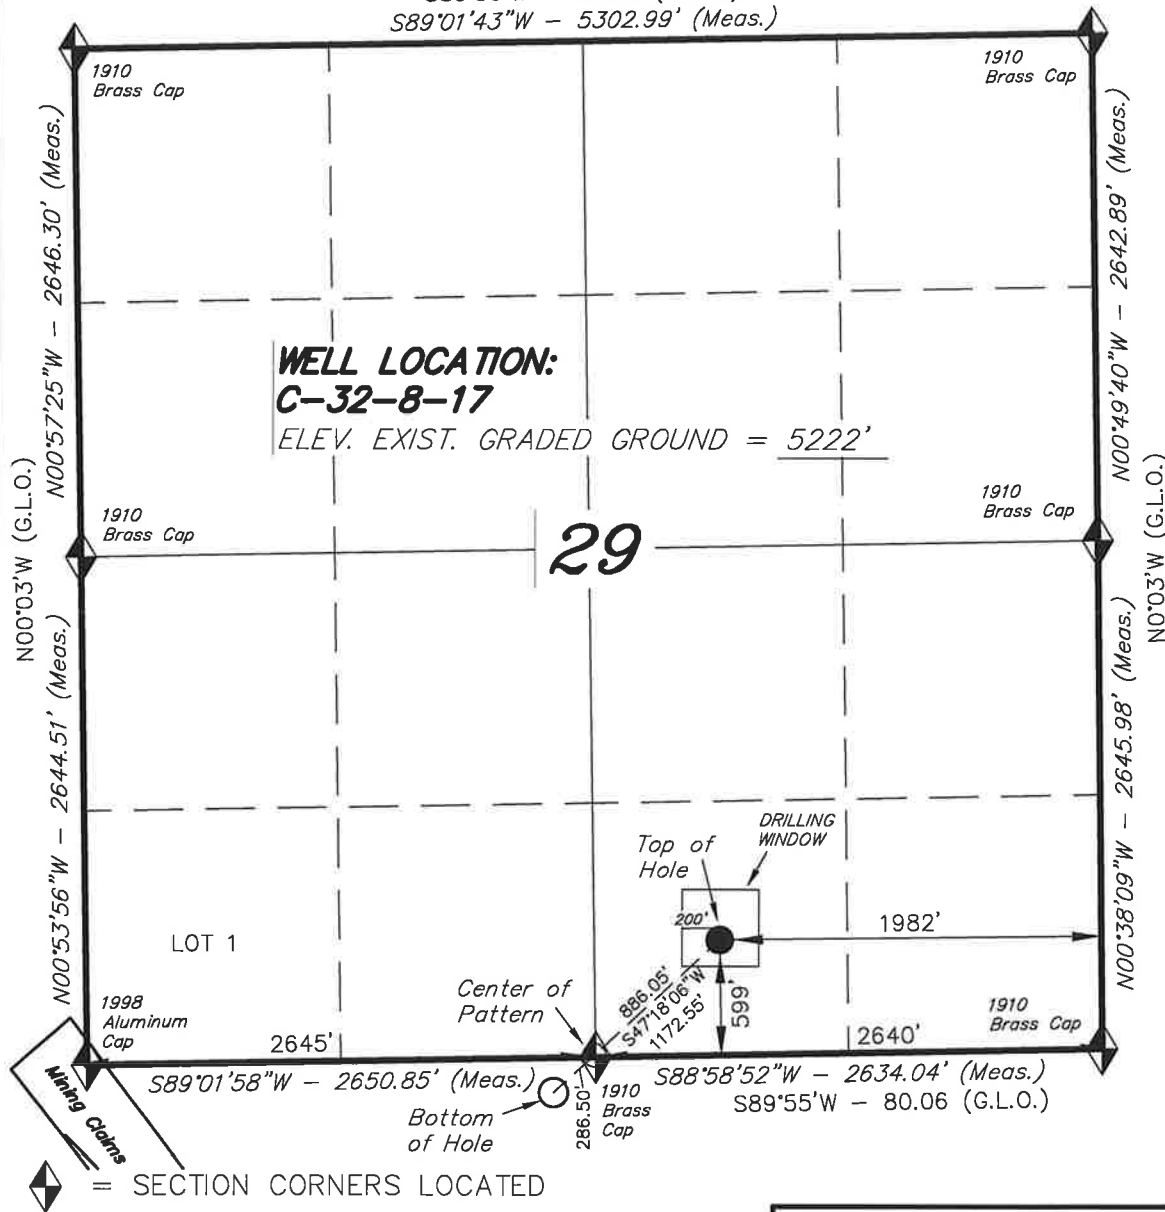 S89°01'43"W – 5302.99' (Meas.)
1910
Brass Cap
1910
Brass Cap
N00°57'25"W – 2646.30' (Meas.)
N00°49'40"W – 2642.89' (Meas.)
WELL LOCATION:
C-32-8-17
ELEV. EXIST. GRADED GROUND = 5222'
N00°03'W (G.L.O.)
N0°03'W (G.L.O.)
1910
Brass Cap
1910
Brass Cap
29
N00°53'56"W – 2644.51' (Meas.)
N00°38'09"W – 2645.98' (Meas.)
DRILLING
WINDOW
Top of
Hole
200'
1982'
LOT 1
886.05'
S47°18'06"W
1172.55'
599'
Center of
Pattern
1998
Aluminum
Cap
1910
Brass Cap
2645'
2640'
S89°01'58"W – 2650.85' (Meas.)
S88°58'52"W – 2634.04' (Meas.)
S89°55'W – 80.06 (G.L.O.)
Mining Claims
Bottom
of Hole
286.50'
1910
Brass
Cap
= SECTION CORNERS LOCATED